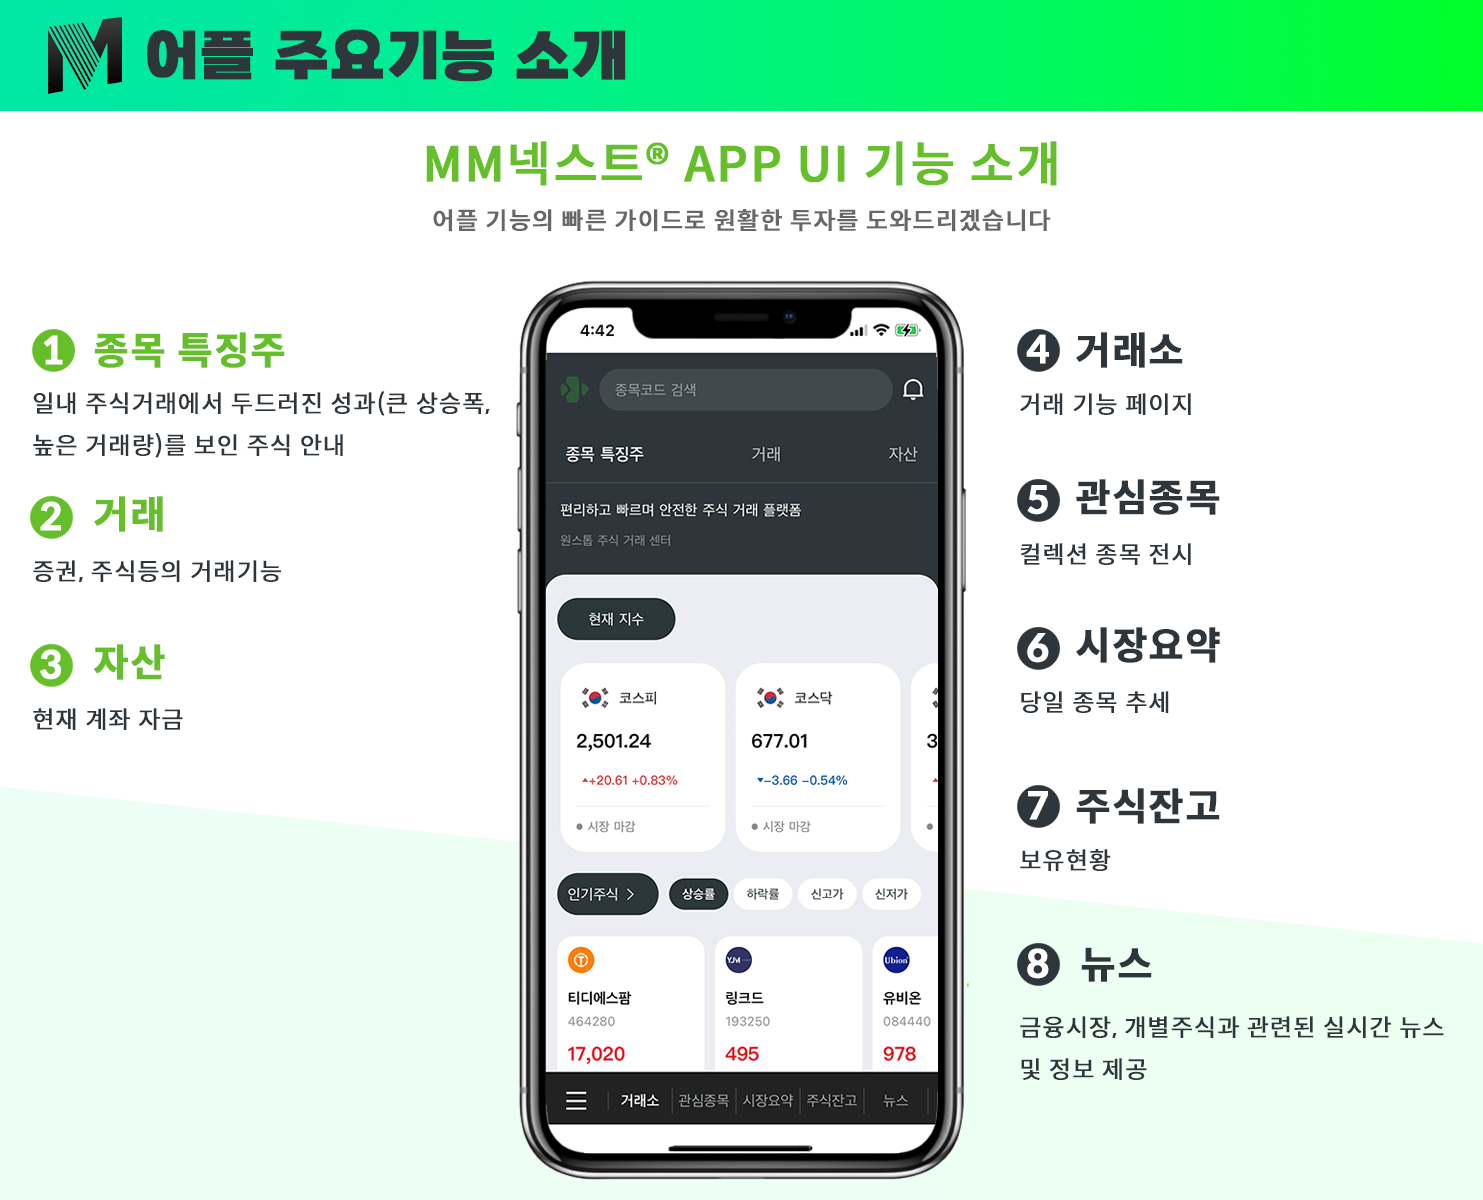 M 어플 주요기능 소개
MM넥스트® APP UI 기능 소개
어플 기능의 빠른 가이드로 원활한 투자를 도와드리겠습니다
1 종목 특징주
일내 주식거래에서 두드러진 성과(큰 상승폭,
높은 거래량)를 보인 주식 안내
2 거래
증권, 주식등의 거래기능
3 자산
현재 계좌 자금
4:42
종목코드 검색
종목 특징주 거래 자산
편리하고 빠르며 안전한 주식 거래 플랫폼
원스톱 주식 거래 센터
현재 지수
코스피 코스닥
2,501.24 677.01 3
▲+20.61 +0.83% ▼-3.66 -0.54%
● 시장 마감 ● 시장 마감
인기주식 > 상승률 하락률 신고가 신저가
YJM Ubion
티디에스팜 링크드 유비온
464280 193250 084440
17,020 495 978
거래소 관심종목 시장요약 주식잔고 뉴스
4 거래소
거래 기능 페이지
5 관심종목
컬렉션 종목 전시
6 시장요약
당일 종목 추세
7 주식잔고
보유현황
8 뉴스
금융시장, 개별주식과 관련된 실시간 뉴스
및 정보 제공